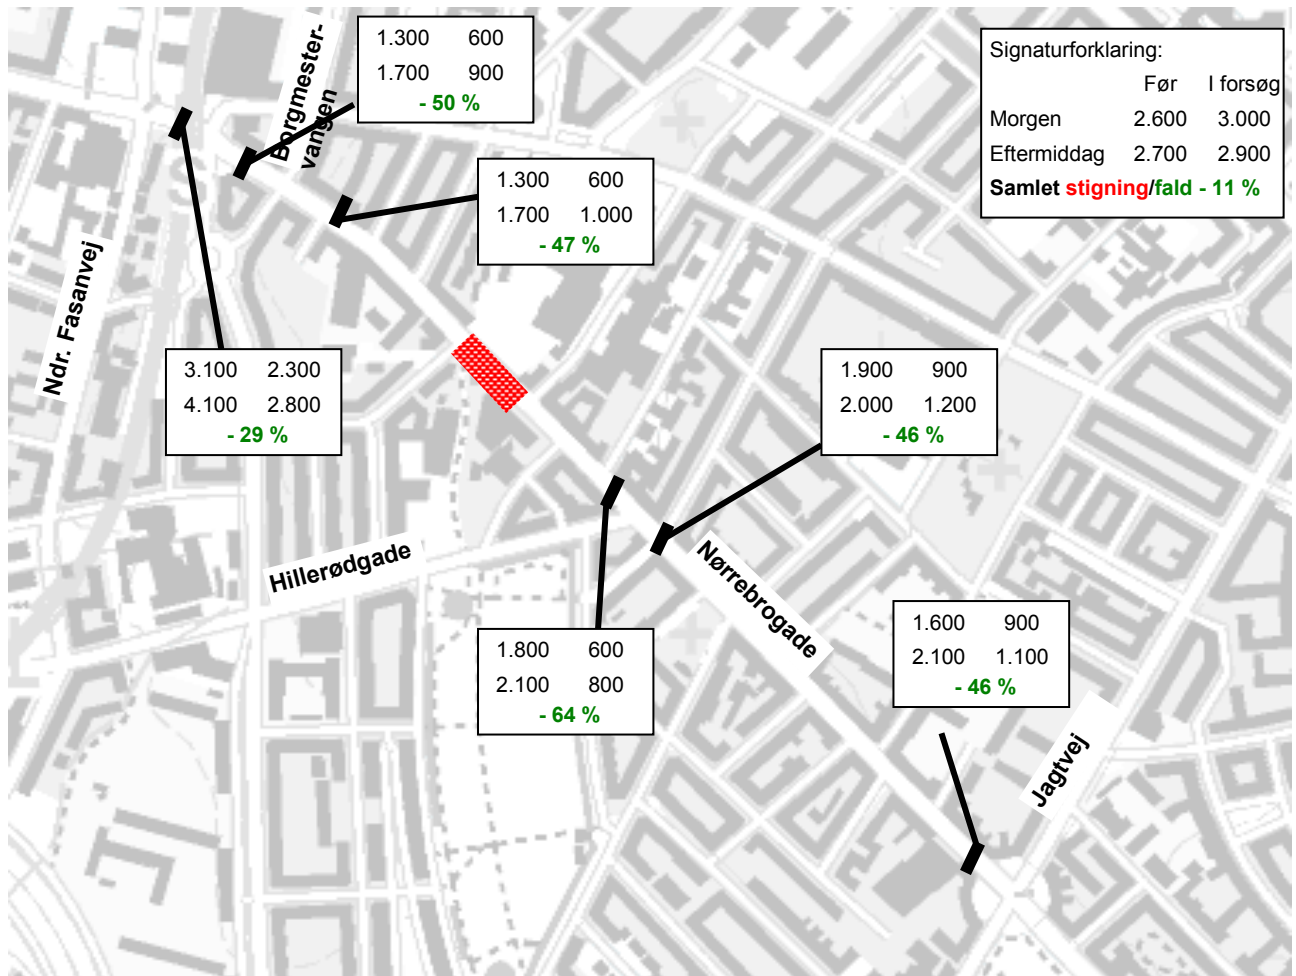 1.300 600
1.700 900
- 50 %
Signaturforklaring:
Før I forsøg
Morgen 2.600 3.000
Eftermiddag 2.700 2.900
Samlet stigning/fald - 11 %
Borgmester-
vangen
1.300 600
1.700 1.000
- 47 %
Ndr. Fasanvej
3.100 2.300
4.100 2.800
- 29 %
1.900 900
2.000 1.200
- 46 %
Hillerødgade
Nørrebrogade
1.800 600
2.100 800
- 64 %
1.600 900
2.100 1.100
- 46 %
Jagtvej